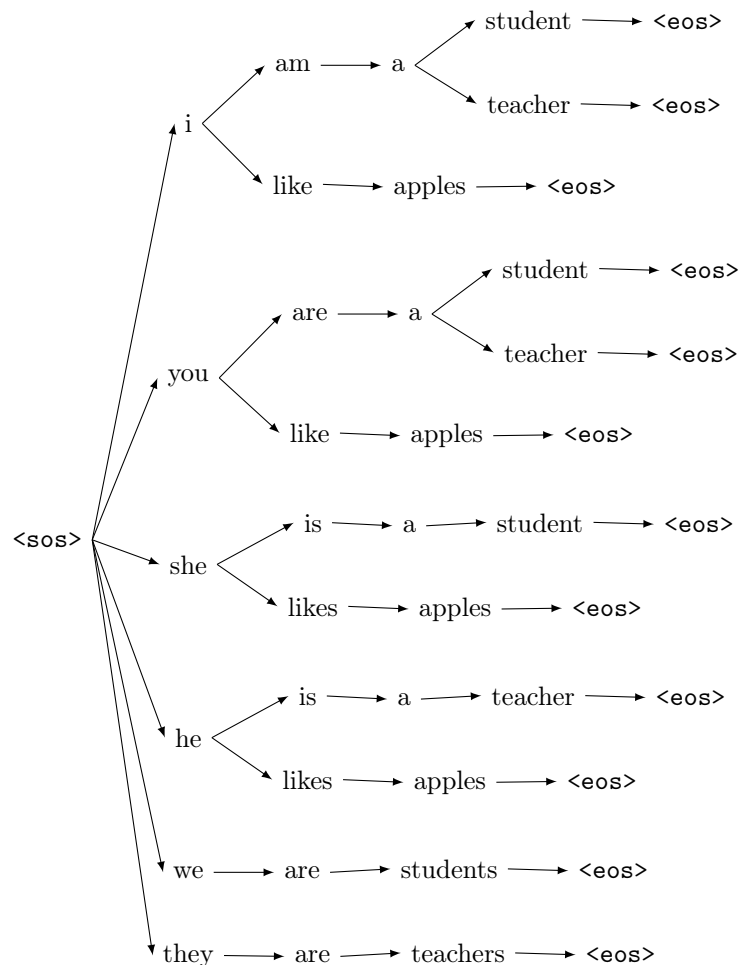 student <eos>
am a
teacher <eos>
i
like apples <eos>
student <eos>
are a
teacher <eos>
you
like apples <eos>
is a student <eos>
<sos>
she
likes apples <eos>
is a teacher <eos>
he
likes apples <eos>
we are students <eos>
they are teachers <eos>